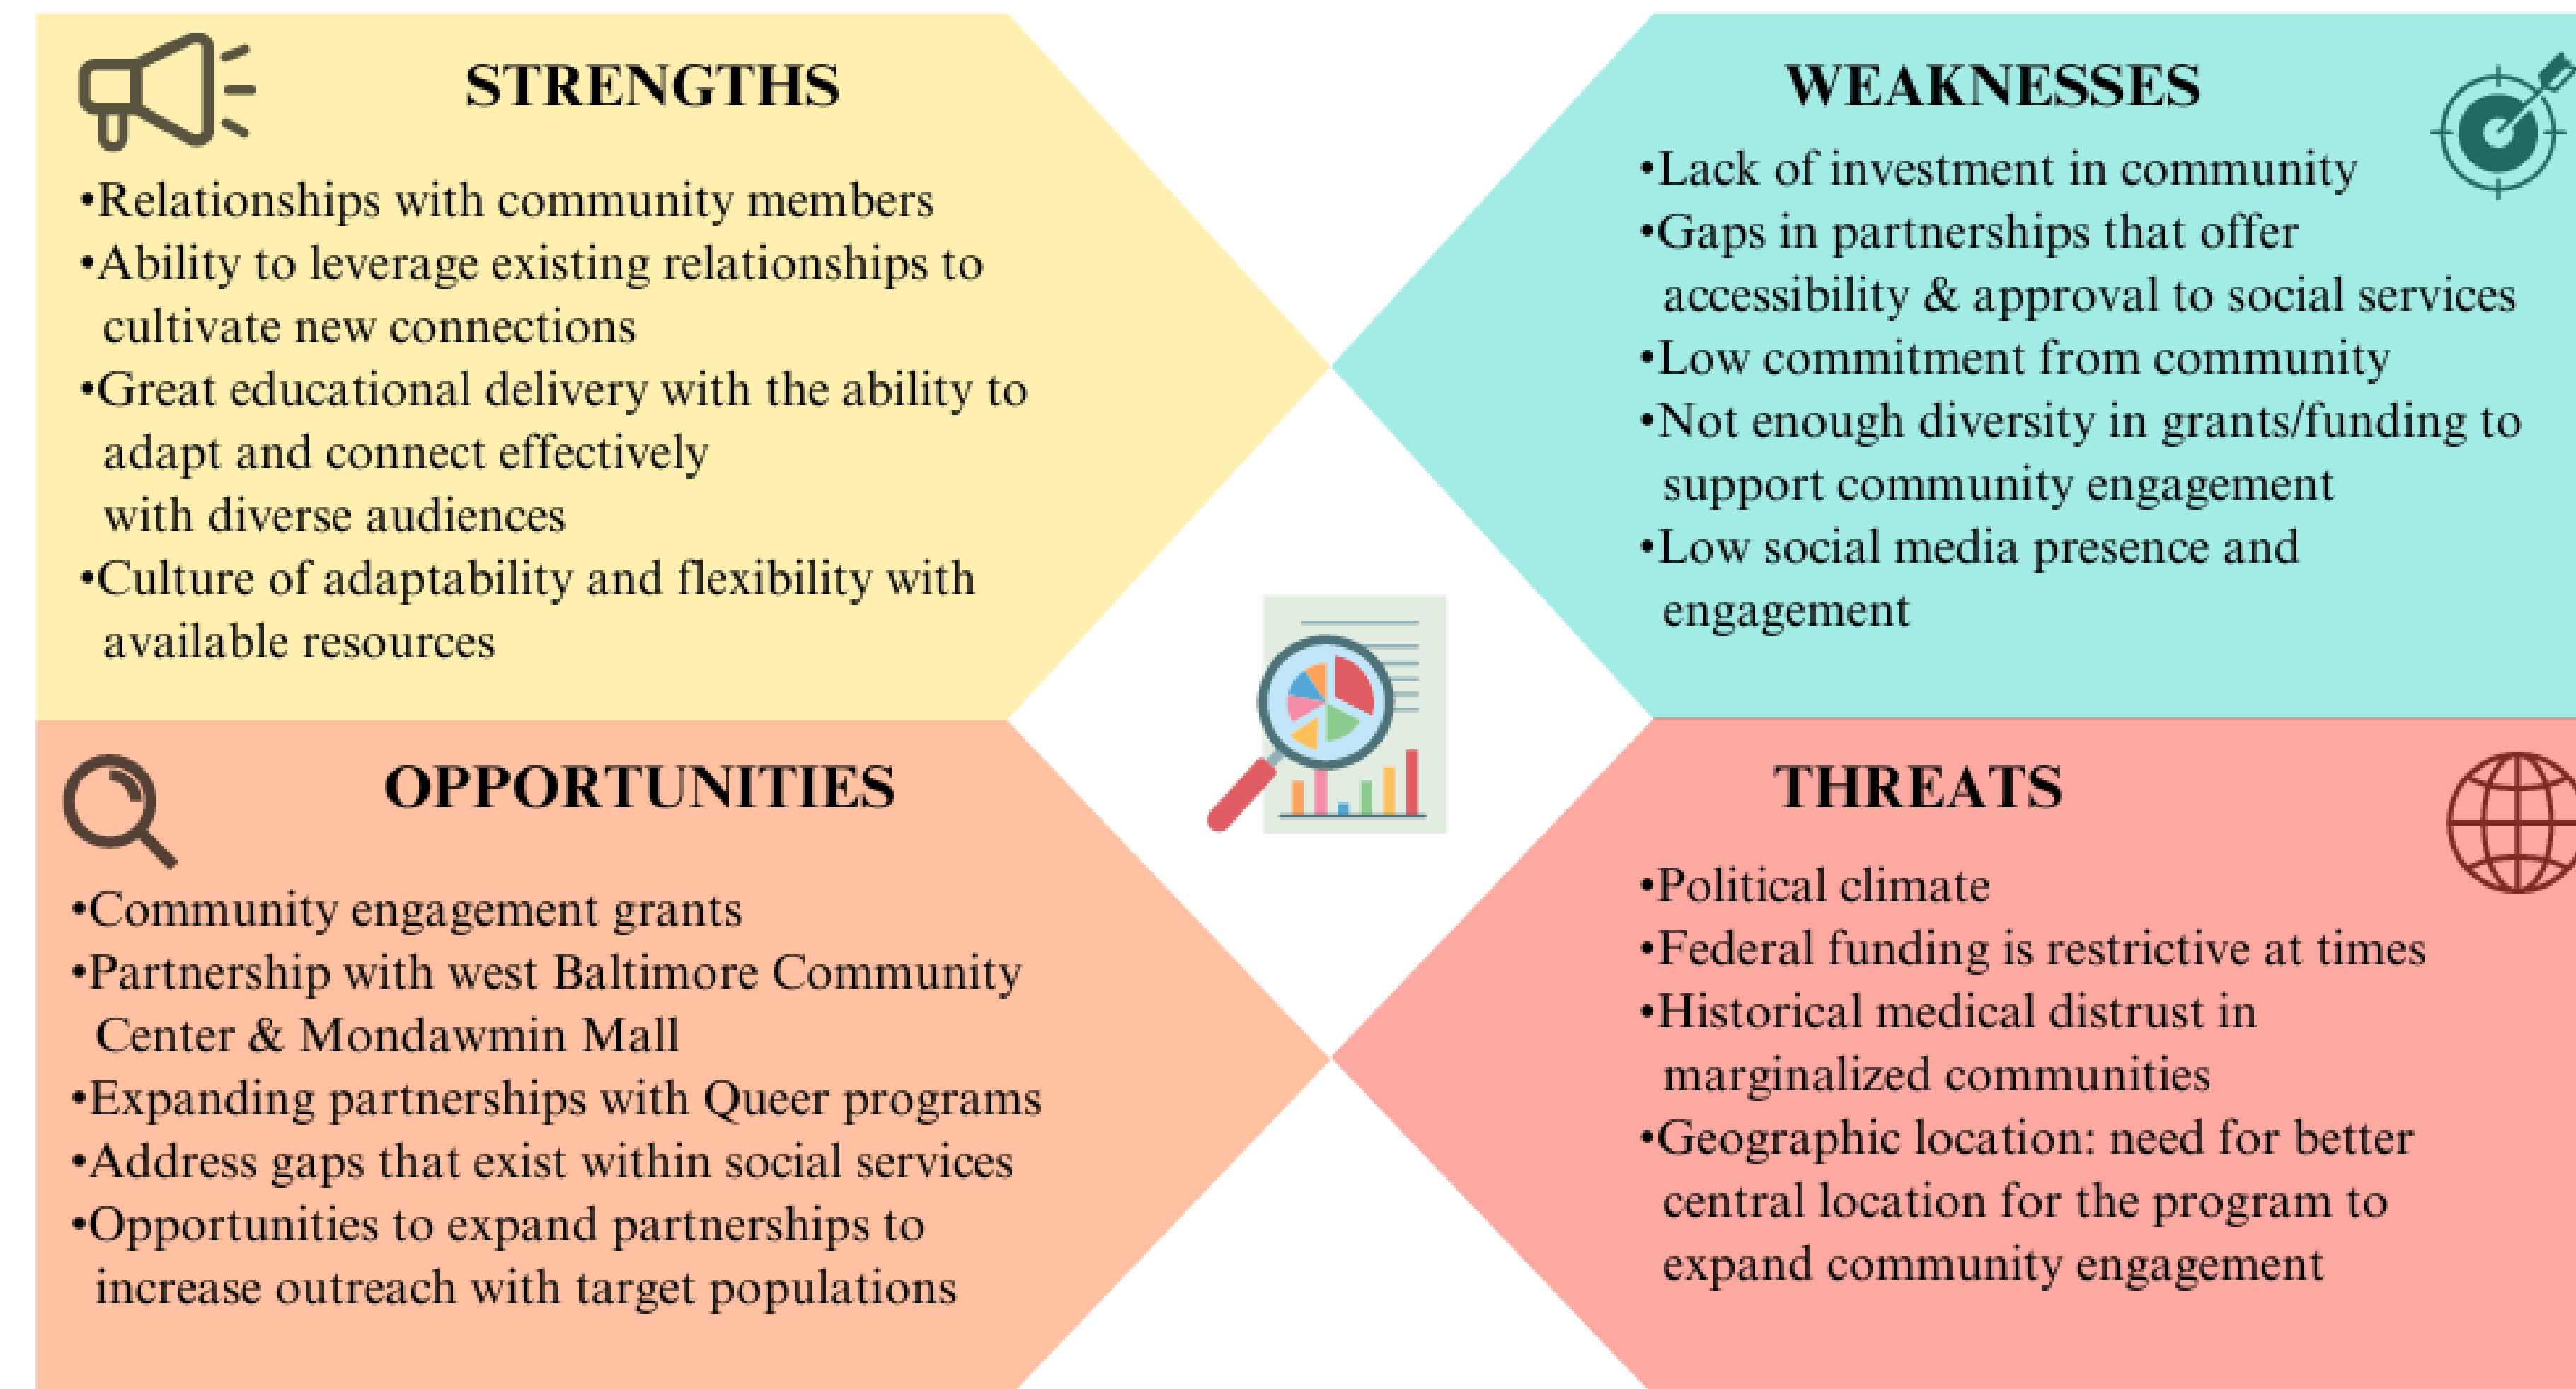 STRENGTHS
•Relationships with community members
•Ability to leverage existing relationships to
cultivate new connections
•Great educational delivery with the ability to
adapt and connect effectively
with diverse audiences
•Culture of adaptability and flexibility with
available resources
WEAKNESSES
•Lack of investment in community
•Gaps in partnerships that offer
accessibility & approval to social services
•Low commitment from community
•Not enough diversity in grants/funding to
support community engagement
•Low social media presence and
engagement
OPPORTUNITIES
•Community engagement grants
•Partnership with west Baltimore Community
Center & Mondawmin Mall
•Expanding partnerships with Queer programs
•Address gaps that exist within social services
•Opportunities to expand partnerships to
increase outreach with target populations
THREATS
•Political climate
•Federal funding is restrictive at times
•Historical medical distrust in
marginalized communities
•Geographic location: need for better
central location for the program to
expand community engagement